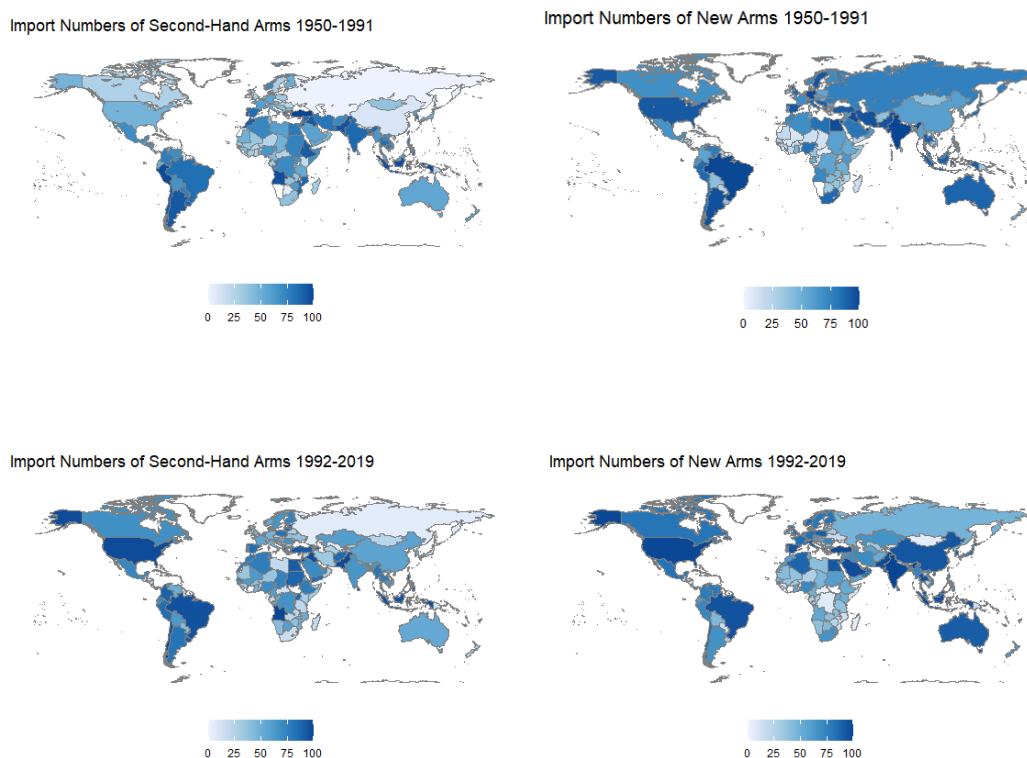 Import Numbers of Second-Hand Arms 1950-1991
Import Numbers of New Arms 1950-1991
0 25 50 75 100
0 25 50 75 100
Import Numbers of Second-Hand Arms 1992-2019
Import Numbers of New Arms 1992-2019
0 25 50 75 100
0 25 50 75 100